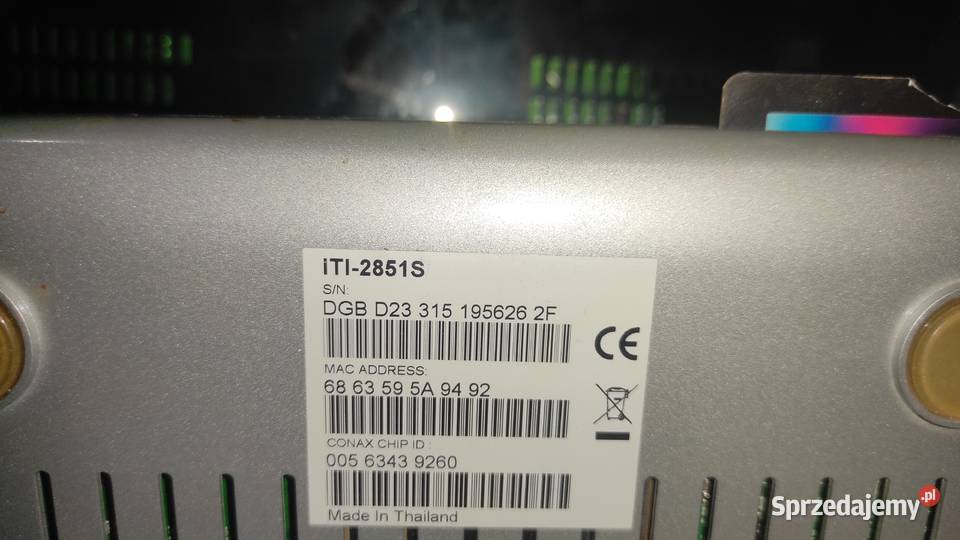 iTI-2851S
S/N:
DGB D23 315 195626 2F
MAC ADDRESS:
68 63 59 5A 94 92
CONAX CHIP ID :
005 6343 9260
Made In Thailand
CE
Sprzedajemy.pl